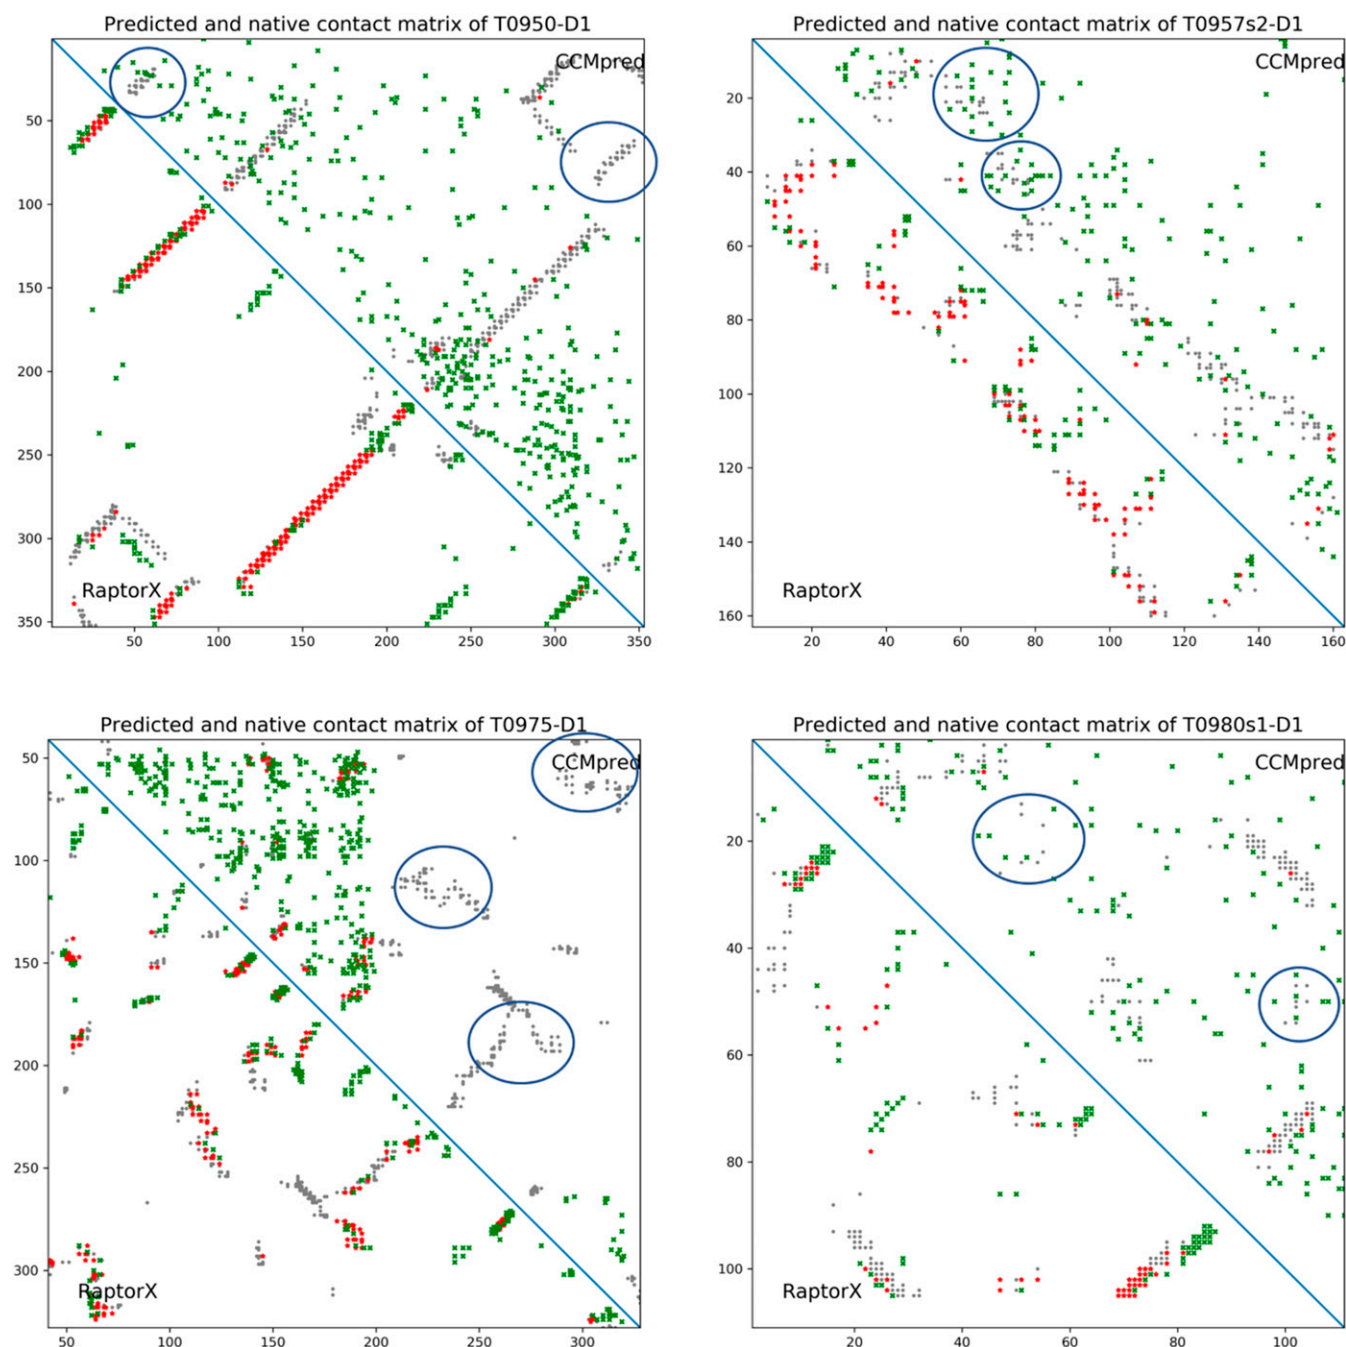 Predicted and native contact matrix of T0950-D1
CCMpred
50
100
150
200
250
300
350
RaptorX
50 100 150 200 250 300 350
Predicted and native contact matrix of T0957s2-D1
CCMpred
20
40
60
80
100
120
140
160
RaptorX
20 40 60 80 100 120 140 160
Predicted and native contact matrix of T0975-D1
CCMpred
50
100
150
200
250
300
RaptorX
50 100 150 200 250 300
Predicted and native contact matrix of T0980s1-D1
CCMpred
20
40
60
80
100
RaptorX
20 40 60 80 100